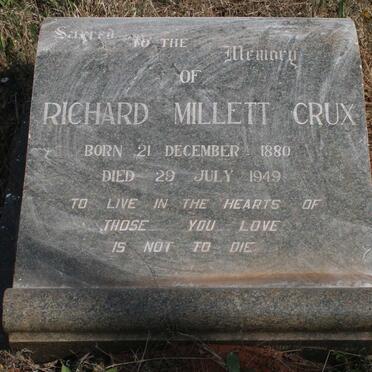 Sacred TO THE Memory
OF
RICHARD MILLETT CRUX
BORN 21 DECEMBER 1880
DIED 29 JULY 1949
TO LIVE IN THE HEARTS OF
THOSE YOU LOVE
IS NOT TO DIE